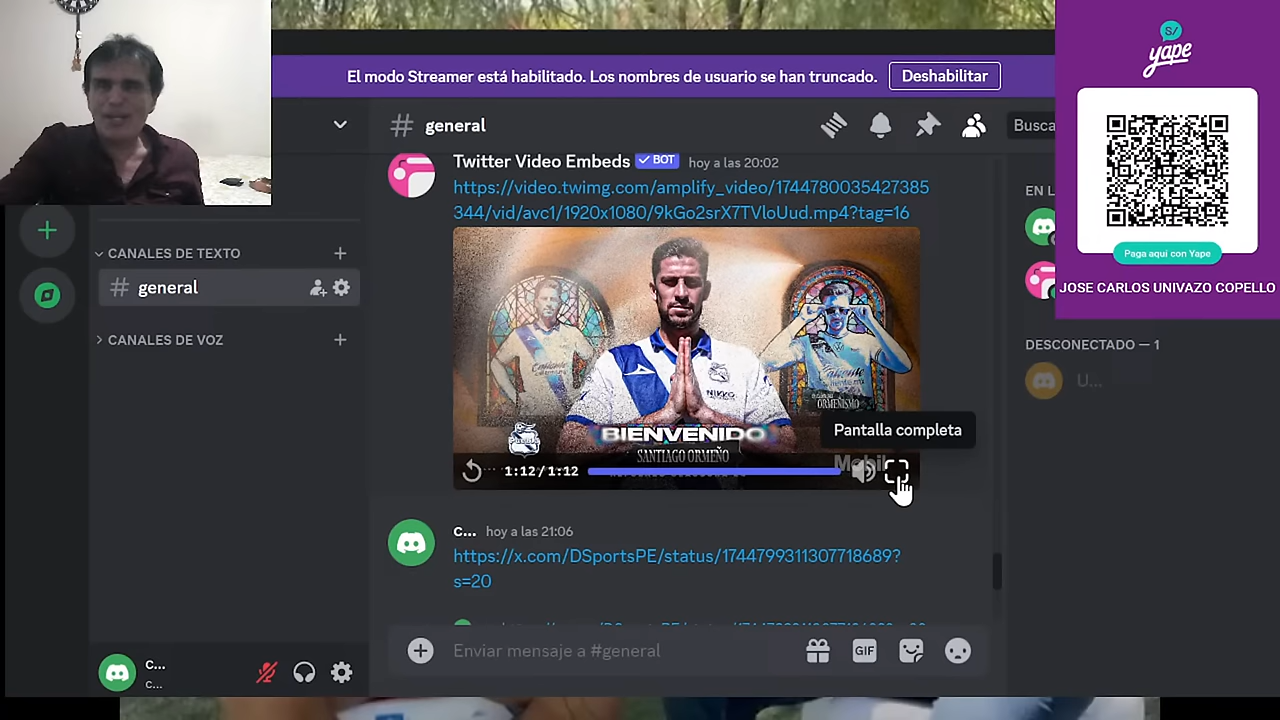 El modo Streamer está habilitado. Los nombres de usuario se han truncado.
Deshabilitar
S/
yape
Paga aquí con Yape
JOSE CARLOS UNIVAZO COPELLO
general
Busca
Twitter Video Embeds
BOT
hoy a las 20:02
https://video.twimg.com/amplify_video/1744780035427385
344/vid/avc1/1920x1080/9kGo2srX7TVloUud.mp4?tag=16
EN L
CANALES DE TEXTO
general
CANALES DE VOZ
DESCONECTADO — 1
U...
Caliente
NIKKO
ORMEÑISMO
BIENVENIDO
SANTIAGO ORMEÑO
Pantalla completa
1:12/1:12
C...
hoy a las 21:06
https://x.com/DSportsPE/status/1744799311307718689?
s=20
Enviar mensaje a #general
GIF
C...
C...